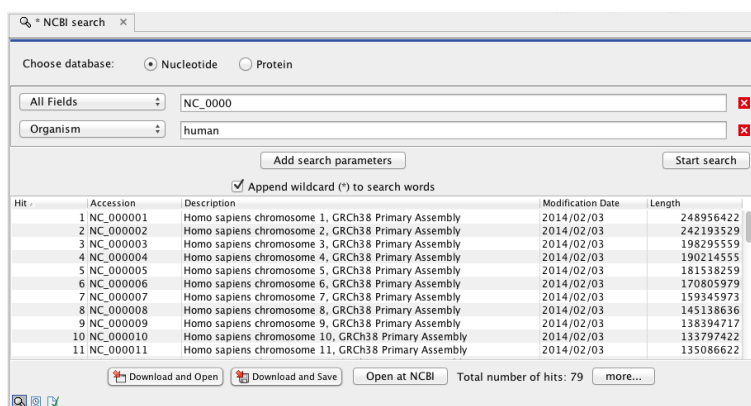 * NCBI search ×
Choose database: Nucleotide Protein
All Fields NC_0000
Organism human
Add search parameters Start search
Append wildcard (*) to search words
Hit Accession Description Modification Date Length
1 NC_000001 Homo sapiens chromosome 1, GRCh38 Primary Assembly 2014/02/03 248956422
2 NC_000002 Homo sapiens chromosome 2, GRCh38 Primary Assembly 2014/02/03 242193529
3 NC_000003 Homo sapiens chromosome 3, GRCh38 Primary Assembly 2014/02/03 198295559
4 NC_000004 Homo sapiens chromosome 4, GRCh38 Primary Assembly 2014/02/03 190214555
5 NC_000005 Homo sapiens chromosome 5, GRCh38 Primary Assembly 2014/02/03 181538259
6 NC_000006 Homo sapiens chromosome 6, GRCh38 Primary Assembly 2014/02/03 170805979
7 NC_000007 Homo sapiens chromosome 7, GRCh38 Primary Assembly 2014/02/03 159345973
8 NC_000008 Homo sapiens chromosome 8, GRCh38 Primary Assembly 2014/02/03 145138636
9 NC_000009 Homo sapiens chromosome 9, GRCh38 Primary Assembly 2014/02/03 138394717
10 NC_000010 Homo sapiens chromosome 10, GRCh38 Primary Assembly 2014/02/03 133797422
11 NC_000011 Homo sapiens chromosome 11, GRCh38 Primary Assembly 2014/02/03 135086622
Download and Open Download and Save Open at NCBI Total number of hits: 79 more...